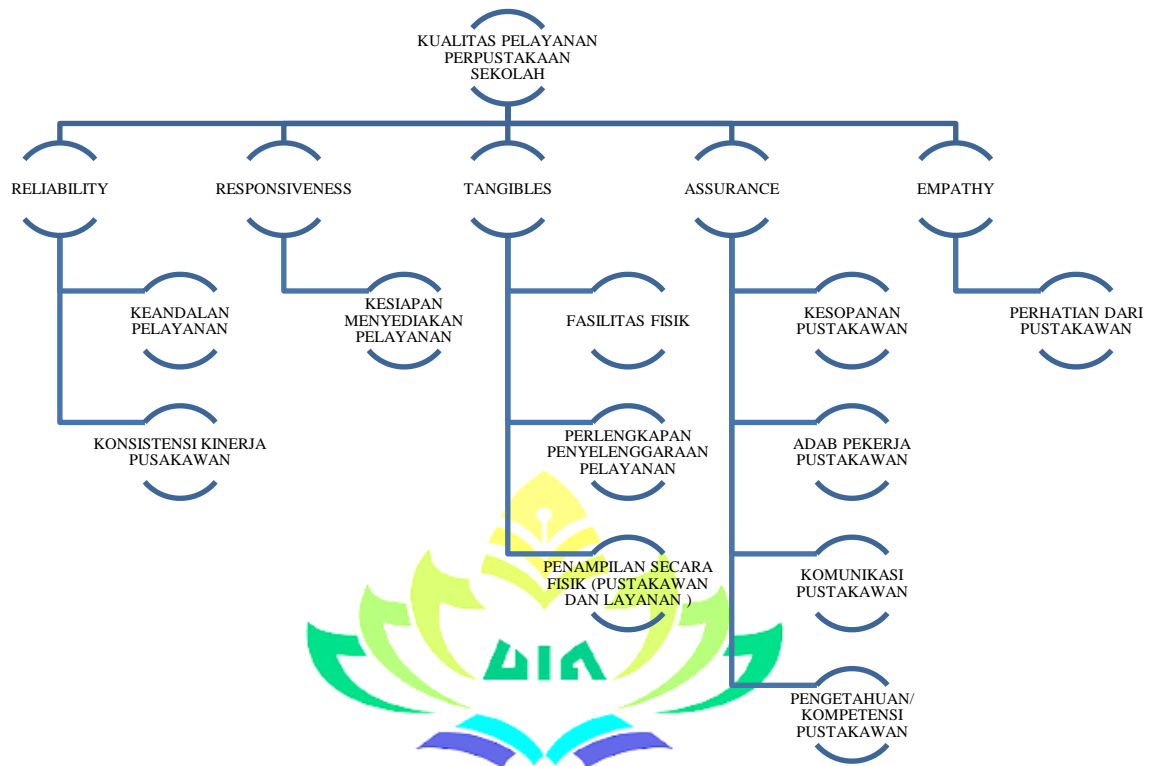 KUALITAS PELAYANAN
PERPUSTAKAAN
SEKOLAH
RELIABILITY
RESPONSIVENESS
TANGIBLES
ASSURANCE
EMPATHY
KEANDALAN
PELAYANAN
KONSISTENSI KINERJA
PUSAKAWAN
KESIAPAN
MENYEDIAKAN
PELAYANAN
FASILITAS FISIK
PERLENGKAPAN
PENYELENGGARAAN
PELAYANAN
PENAMPILAN SECARA
FISIK (PUSTAKAWAN
DAN LAYANAN )
KESOPANAN
PUSTAKAWAN
ADAB PEKERJA
PUSTAKAWAN
KOMUNIKASI
PUSTAKAWAN
PENGETAHUAN/
KOMPETENSI
PUSTAKAWAN
PERHATIAN DARI
PUSTAKAWAN